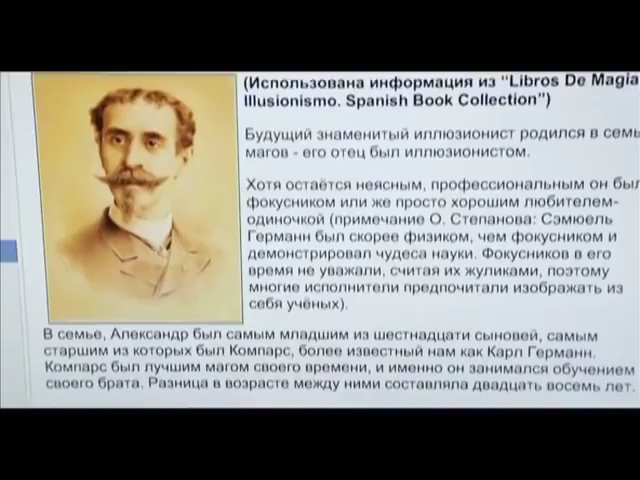 (Использована информация из “Libros De Magia
Illusionismo. Spanish Book Collection”)
Будущий знаменитый иллюзионист родился в семь
магов - его отец был иллюзионистом.
Хотя остаётся неясным, профессиональным он был
фокусником или же просто хорошим любителем-
одиночкой (примечание О. Степанова: Сэмюель
Германн был скорее физиком, чем фокусником и
демонстрировал чудеса науки. Фокусников в его
время не уважали, считая их жуликами, поэтому
многие исполнители предпочитали изображать из
себя учёных).
В семье, Александр был самым младшим из шестнадцати сыновей, самым
старшим из которых был Компарс, более известный нам как Карл Германн.
Компарс был лучшим магом своего времени, и именно он занимался обучением
своего брата. Разница в возрасте между ними составляла двадцать восемь лет.